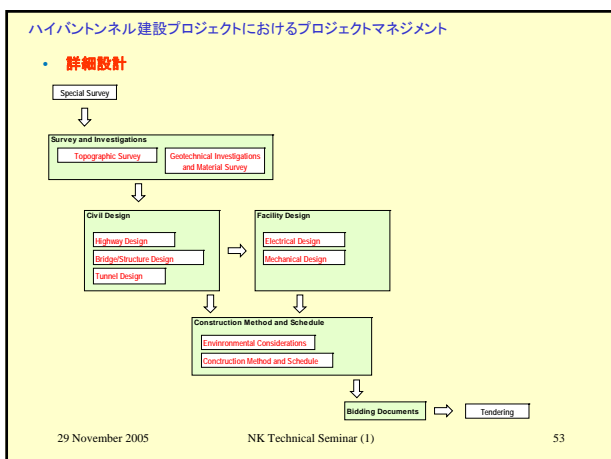 ハイバントンネル建設プロジェクトにおけるプロジェクトマネジメント
• 詳細設計
Special Survey
Survey and Investigations
Topographic Survey
Geotechnical Investigations
and Material Survey
Civil Design
Highway Design
Bridge/Structure Design
Tunnel Design
Facility Design
Electrical Design
Mechanical Design
Construction Method and Schedule
Envinronmental Considerations
Conctruction Method and Schedule
Bidding Documents
Tendering
29 November 2005 NK Technical Seminar (1) 53